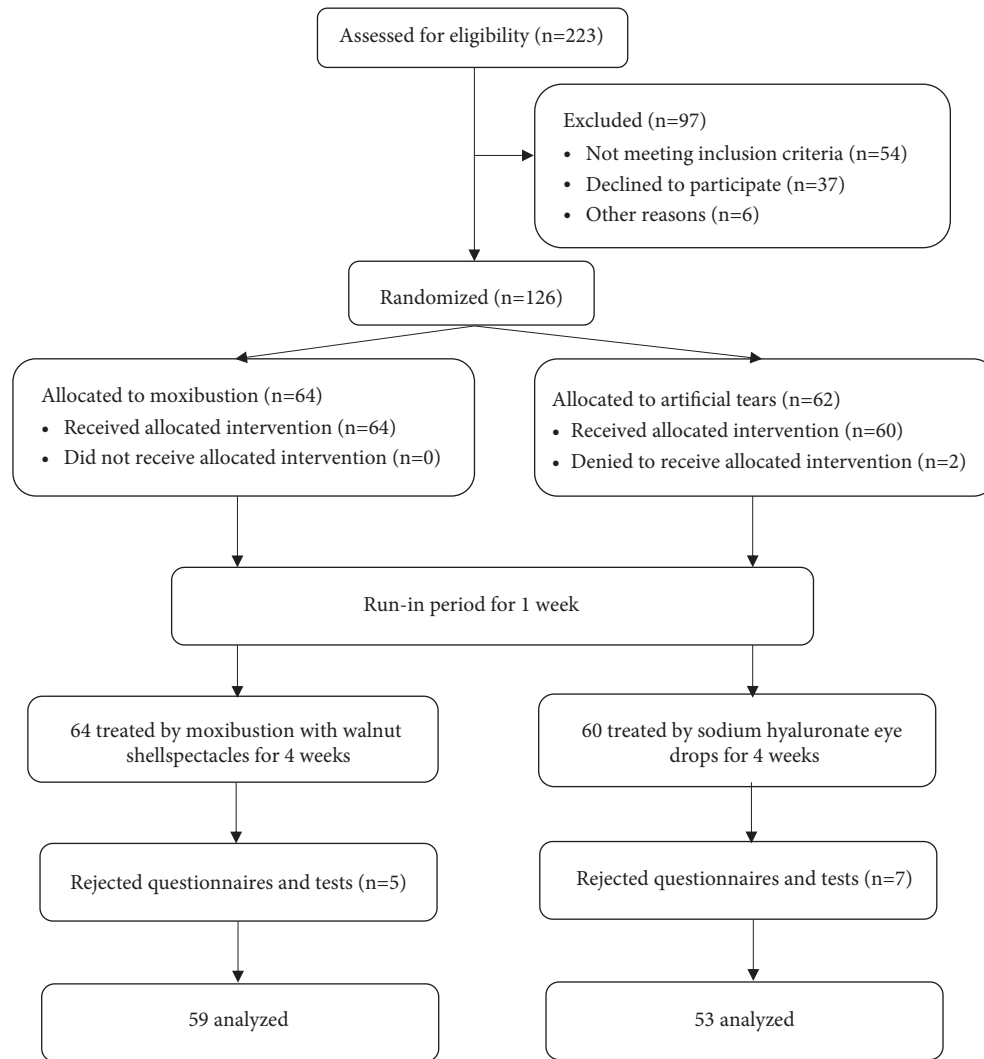 Assessed for eligibility (n=223)
Excluded (n=97)
• Not meeting inclusion criteria (n=54)
• Declined to participate (n=37)
• Other reasons (n=6)
Randomized (n=126)
Allocated to moxibustion (n=64)
• Received allocated intervention (n=64)
• Did not receive allocated intervention (n=0)
Allocated to artificial tears (n=62)
• Received allocated intervention (n=60)
• Denied to receive allocated intervention (n=2)
Run-in period for 1 week
64 treated by moxibustion with walnut
shellspectacles for 4 weeks
60 treated by sodium hyaluronate eye
drops for 4 weeks
Rejected questionnaires and tests (n=5)
Rejected questionnaires and tests (n=7)
59 analyzed
53 analyzed